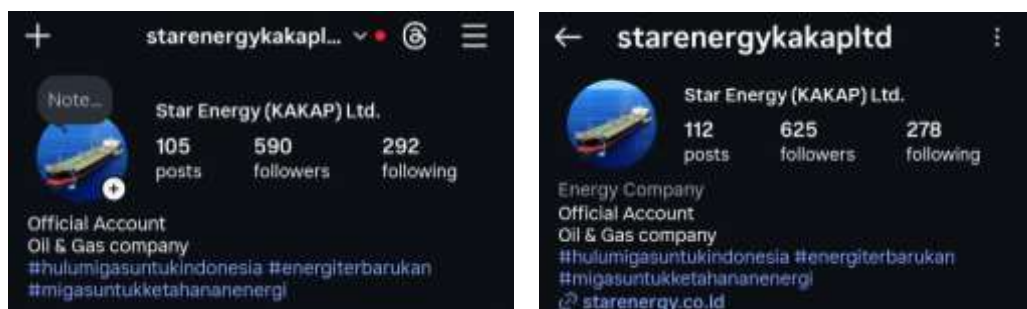 starenergykakapl...
Note...
Star Energy (KAKAP) Ltd.
105 590 292
posts followers following
Official Account
Oil & Gas company
#hulumigasuntukindonesia #energiterbarukan
#migasuntukketahananenergi
starenergykakapltd
Star Energy (KAKAP) Ltd.
112 625 278
posts followers following
Energy Company
Official Account
Oil & Gas company
#hulumigasuntukindonesia #energiterbarukan
#migasuntukketahananenergi
starenergy.co.id